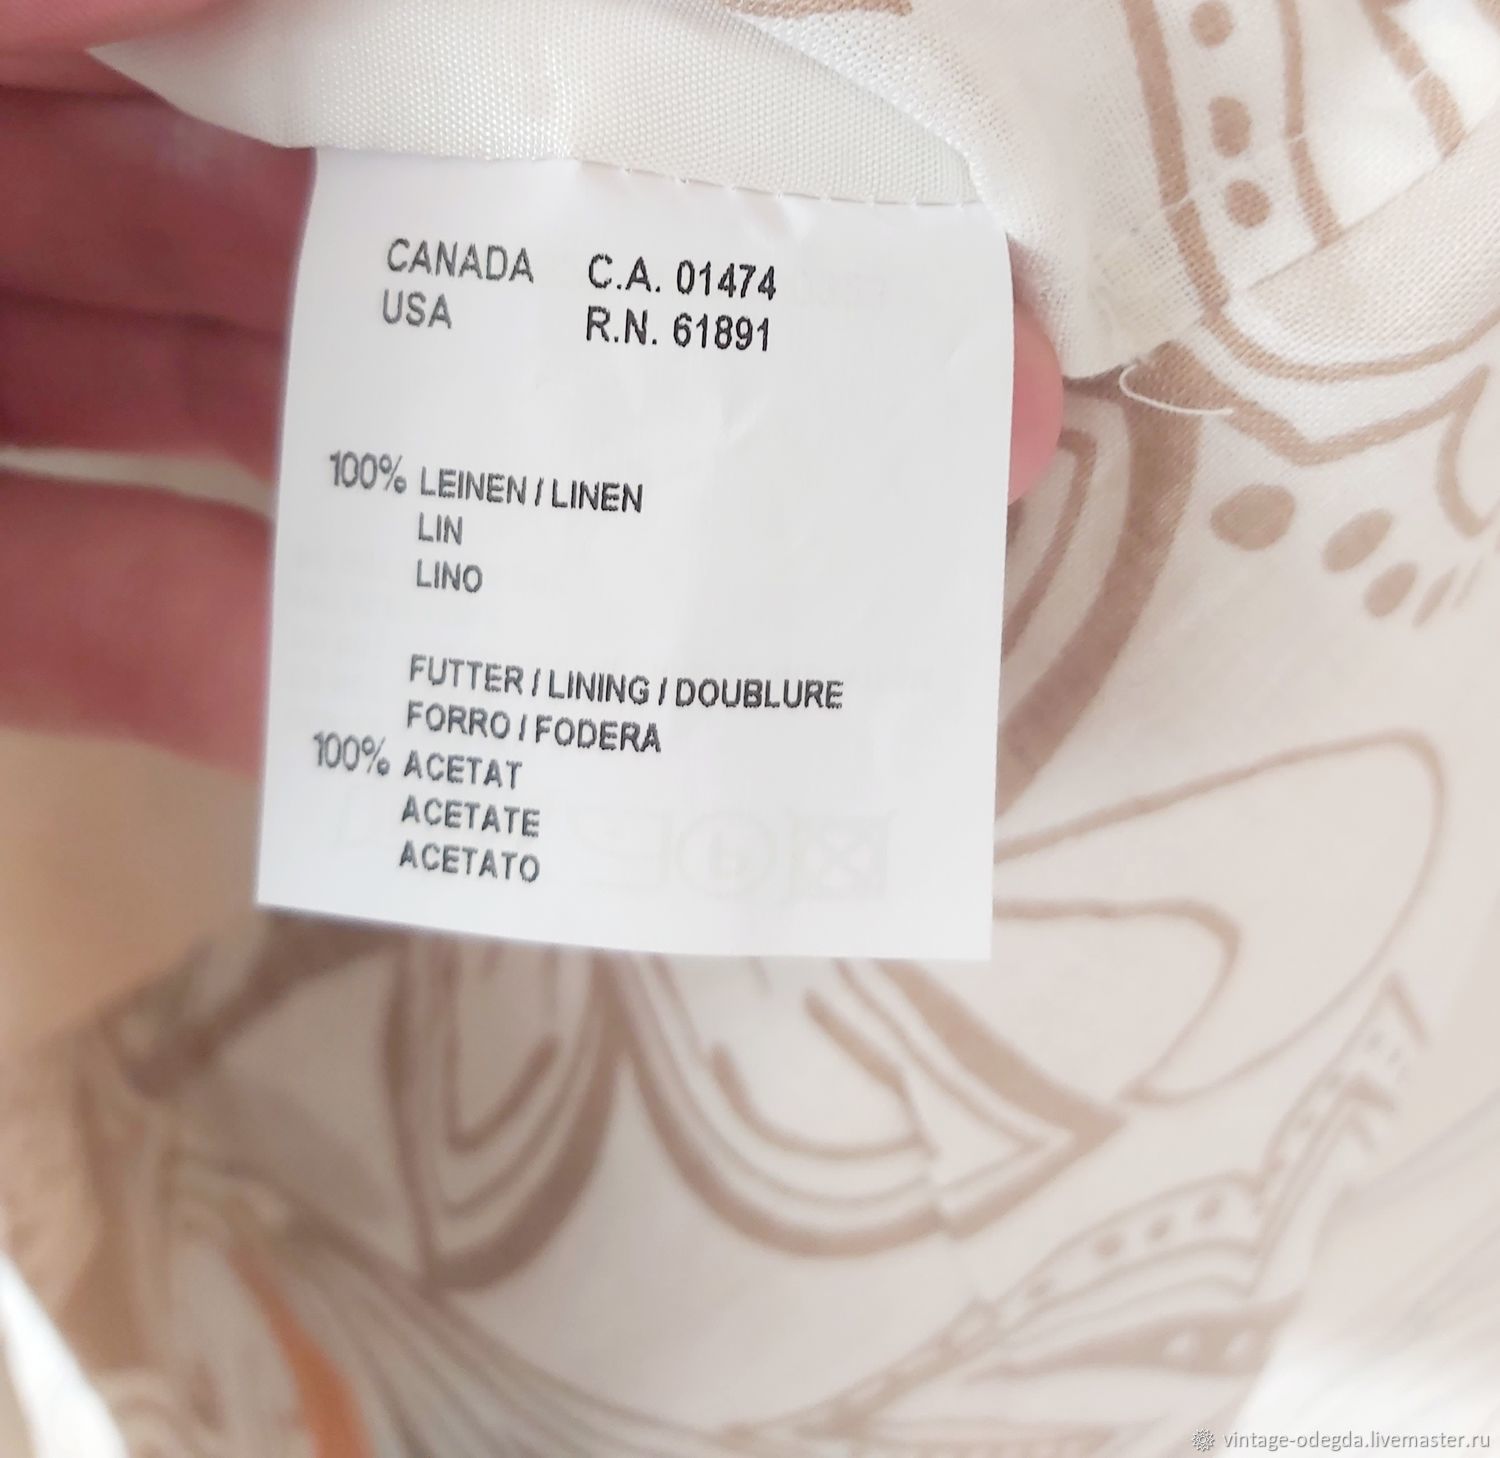 CANADA C.A. 01474
USA R.N. 61891
100% LEINEN / LINEN
LIN
LINO
FUTTER / LINING / DOUBLURE
FORRO / FODERA
100% ACETAT
ACETATE
ACETATO
vintage-odegda.livemaster.ru